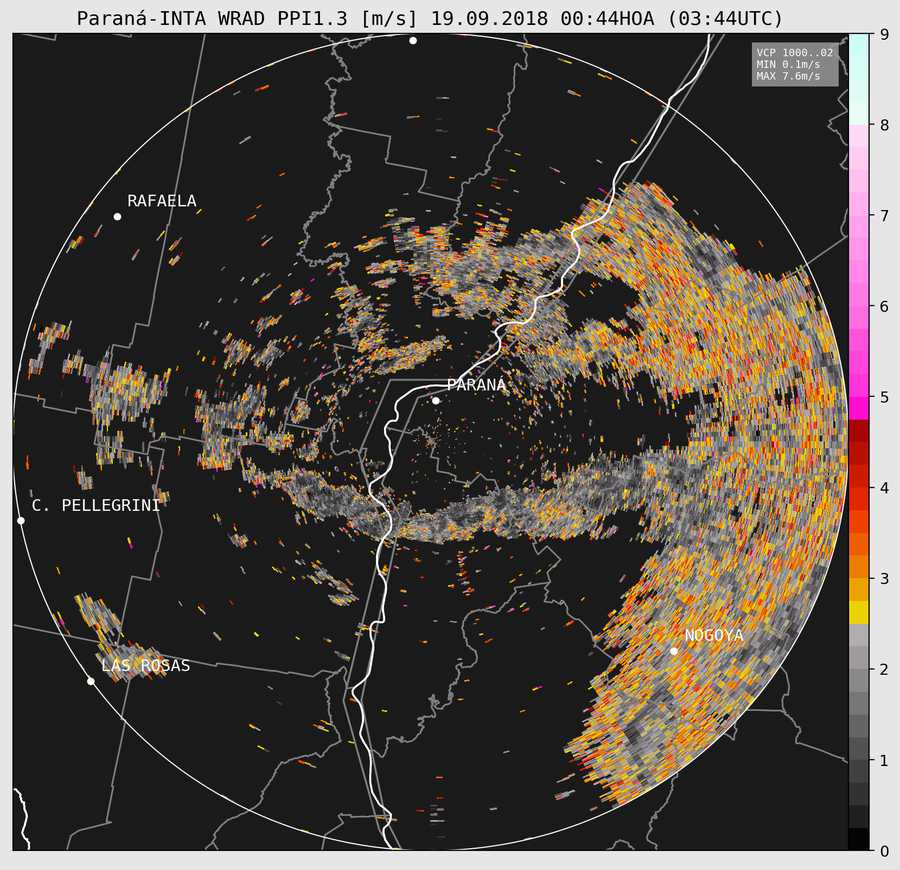 Paraná-INTA WRAD PPI1.3 [m/s] 19.09.2018 00:44HOA (03:44UTC)
VCP 1000..02
MIN 0.1m/s
MAX 7.6m/s
RAFAELA
PARANÁ
C. PELLEGRINI
NOGOYA
LAS ROSAS
9
8
7
6
5
4
3
2
1
0